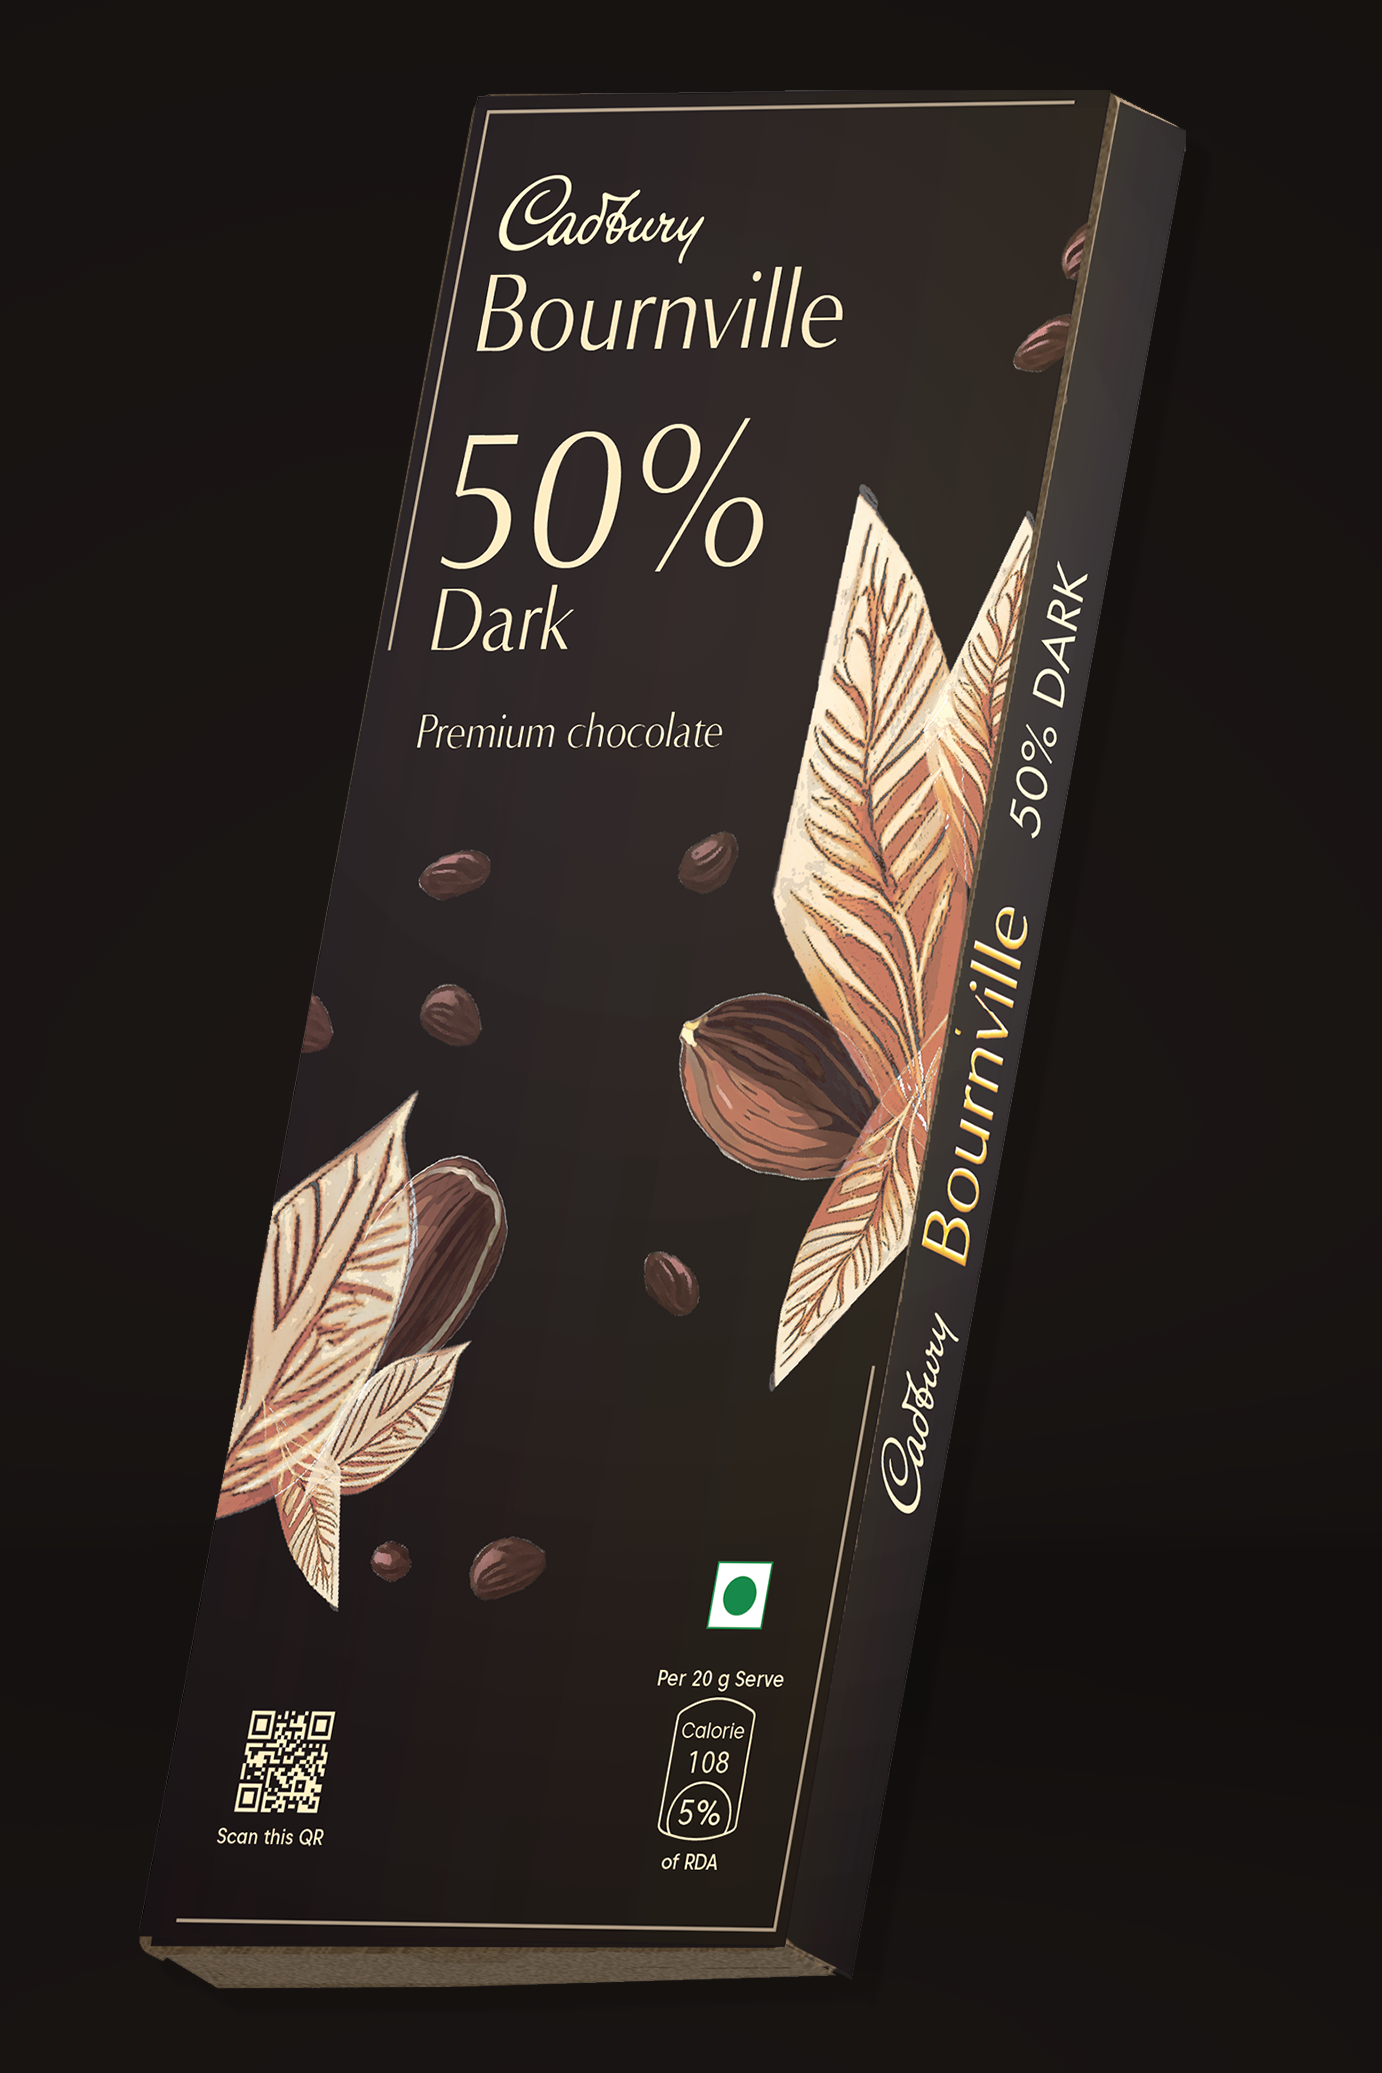 Cadbury
Bournville
50%
Dark
Premium chocolate
Per 20 g Serve
Calorie
108
5%
of RDA
Scan this QR
Cadbury Bournville 50% DARK